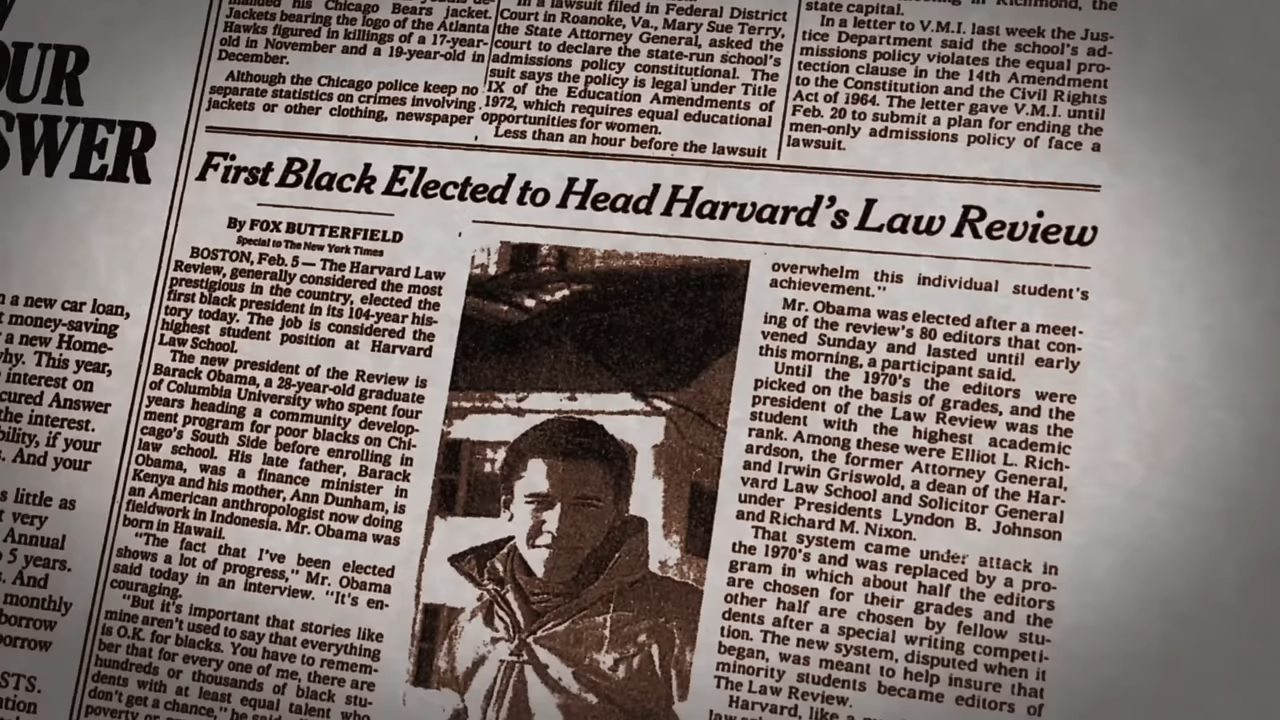 OUR
SWER
n a new car loan,
t money-saving
a new Home-
why. This year,
interest on
cured Answer
the interest.
bility, if your
s. And your
s little as
t very
Annual
5 years.
s. And
monthly
borrow
borrow
STS.
ation
his Chicago Bears jacket.
Jackets bearing the logo of the Atlanta
Hawks figured in killings of a 17-year-
old in November and a 19-year-old in
December.
Although the Chicago police keep no
separate statistics on crimes involving
jackets or other clothing, newspaper
In a lawsuit filed in Federal District
Court in Roanoke, Va., Mary Sue Terry,
the State Attorney General, asked the
court to declare the state-run school's
admissions policy constitutional. The
suit says the policy is legal under Title
IX of the Education Amendments of
1972, which requires equal educational
opportunities for women.
Less than an hour before the lawsuit
in Richmond, the
state capital.
In a letter to V.M.I. last week the Jus-
tice Department said the school's ad-
missions policy violates the equal pro-
tection clause in the 14th Amendment
to the Constitution and the Civil Rights
Act of 1964. The letter gave V.M.I. until
Feb. 20 to submit a plan for ending the
men-only admissions policy of face a
lawsuit.
First Black Elected to Head Harvard's Law Review
By FOX BUTTERFIELD
Special to The New York Times
BOSTON, Feb. 5 — The Harvard Law
Review, generally considered the most
prestigious in the country, elected the
first black president in its 104-year his-
tory today. The job is considered the
highest student position at Harvard
Law School.
The new president of the Review is
Barack Obama, a 28-year-old graduate
of Columbia University who spent four
years heading a community develop-
ment program for poor blacks on Chi-
cago's South Side before enrolling in
law school. His late father, Barack
Obama, was a finance minister in
Kenya and his mother, Ann Dunham, is
an American anthropologist now doing
fieldwork in Indonesia. Mr. Obama was
born in Hawaii.
"The fact that I've been elected
shows a lot of progress," Mr. Obama
said today in an interview. "It's en-
couraging.
"But it's important that stories like
mine aren't used to say that everything
is O.K. for blacks. You have to remem-
ber that for every one of me, there are
hundreds or thousands of black stu-
dents with at least equal talent who
don't get a chance," he said
poverty or
overwhelm this individual student's
achievement."
Mr. Obama was elected after a meet-
ing of the review's 80 editors that con-
vened Sunday and lasted until early
this morning, a participant said.
Until the 1970's the editors were
picked on the basis of grades, and the
president of the Law Review was the
student with the highest academic
rank. Among these were Elliot L. Rich-
ardson, the former Attorney General,
and Irwin Griswold, a dean of the Har-
vard Law School and Solicitor General
under Presidents Lyndon B. Johnson
and Richard M. Nixon.
That system came under attack in
the 1970's and was replaced by a pro-
gram in which about half the editors
are chosen for their grades and the
other half are chosen by fellow stu-
dents after a special writing competi-
tion. The new system, disputed when it
began, was meant to help insure that
minority students became editors of
The Law Review.
Harvard, like a